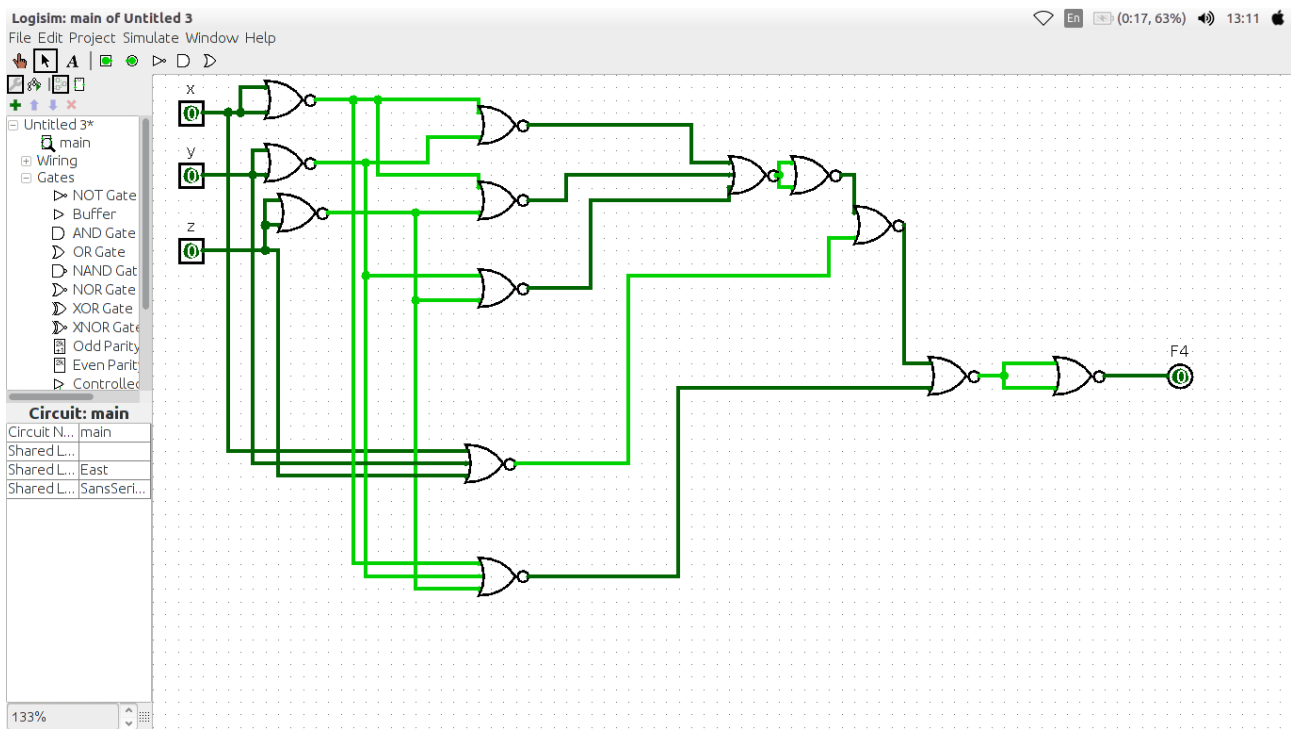 Logisim: main of Untitled 3
En (0:17, 63%) 13:11
File Edit Project Simulate Window Help
A
Untitled 3*
main
Wiring
Gates
NOT Gate
Buffer
AND Gate
OR Gate
NAND Gat
NOR Gate
XOR Gate
XNOR Gate
Odd Parity
Even Parit
Controlled
Circuit: main
Circuit N... main
Shared L...
Shared L... East
Shared L... SansSeri...
133%
x
0
y
0
z
0
F4
0